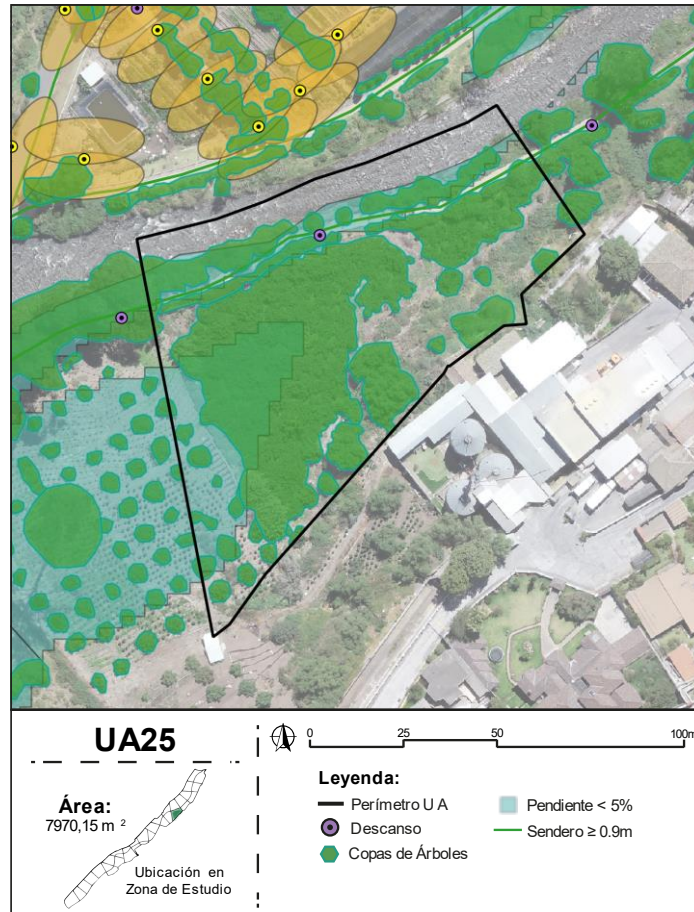 UA25
Área:
7970,15 m ²
Ubicación en
Zona de Estudio
0 25 50 100m
Leyenda:
Perímetro U A
Descanso
Copas de Árboles
Pendiente < 5%
Sendero ≥ 0.9m